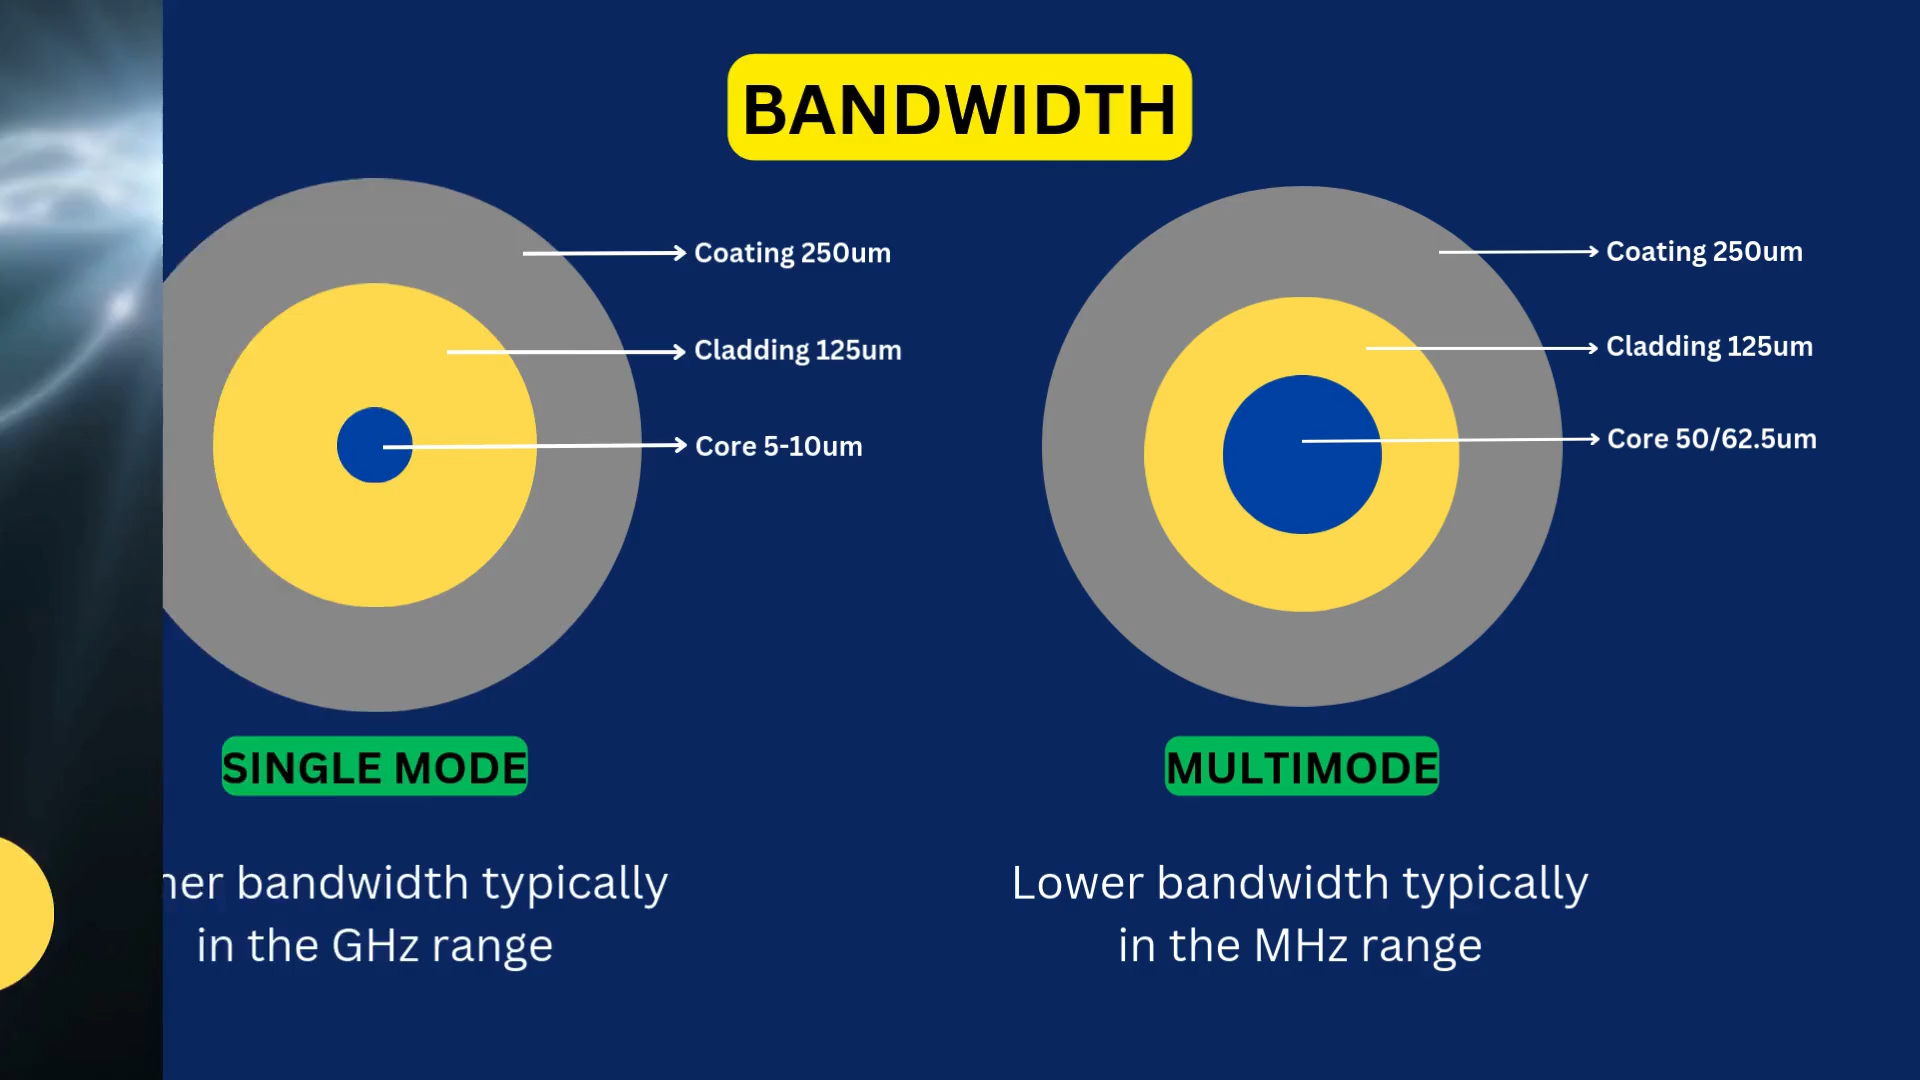 BANDWIDTH
Coating 250um
Cladding 125um
Core 5-10um
SINGLE MODE
bandwidth typically
in the GHz range
Coating 250um
Cladding 125um
Core 50/62.5um
MULTIMODE
Lower bandwidth typically
in the MHz range